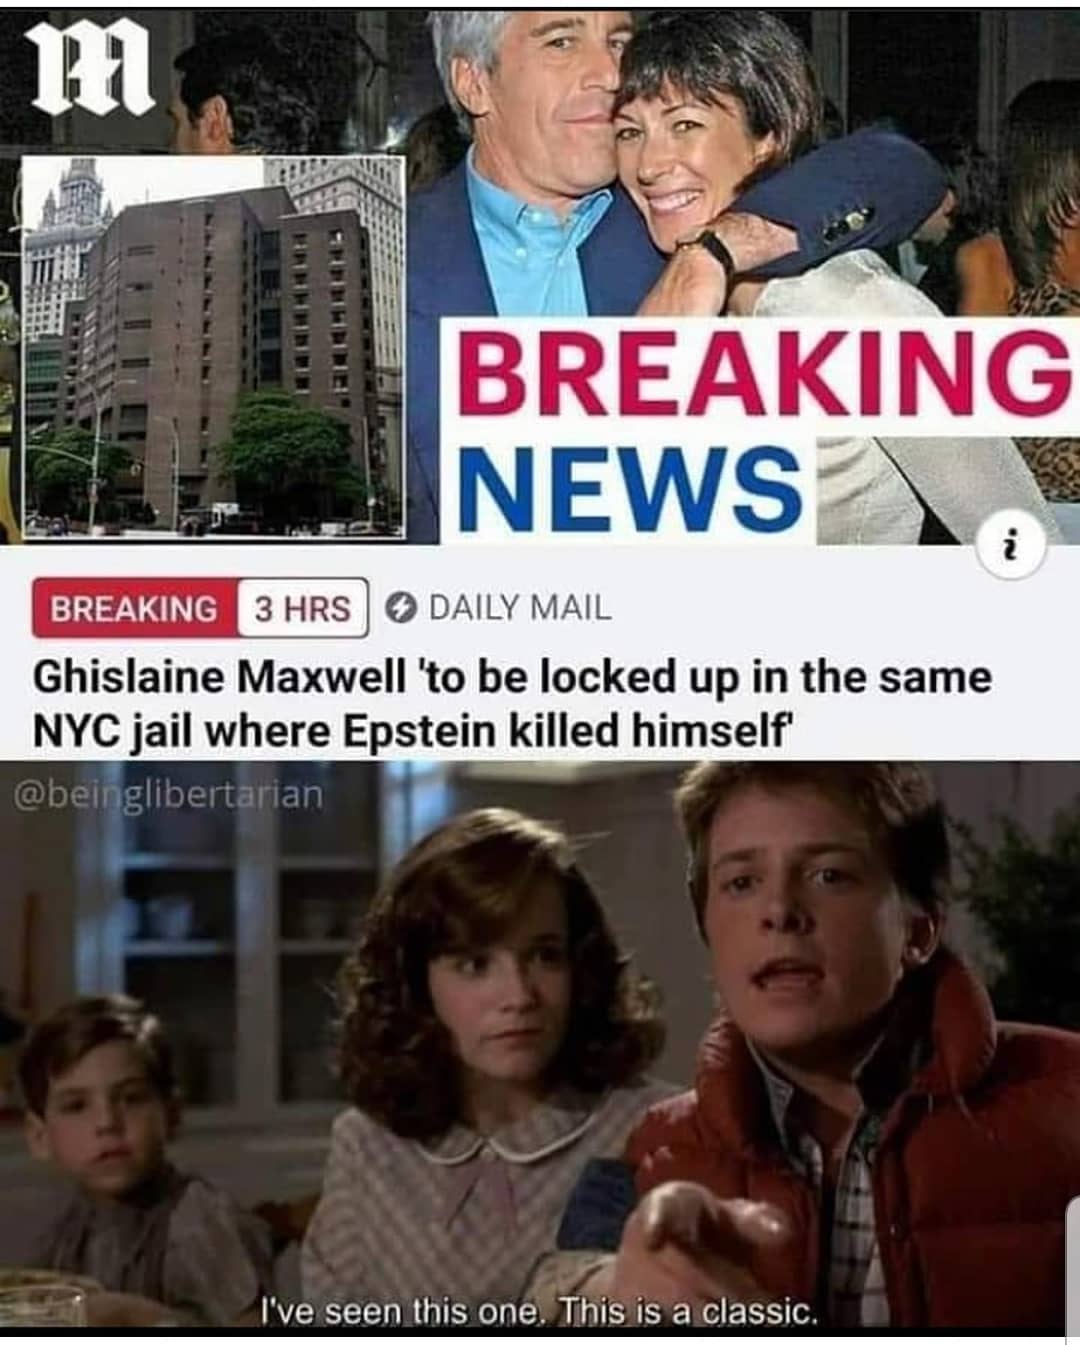 m
BREAKING
NEWS
i
BREAKING 3 HRS DAILY MAIL
Ghislaine Maxwell 'to be locked up in the same
NYC jail where Epstein killed himself'
@beinglibertarian
I've seen this one. This is a classic.